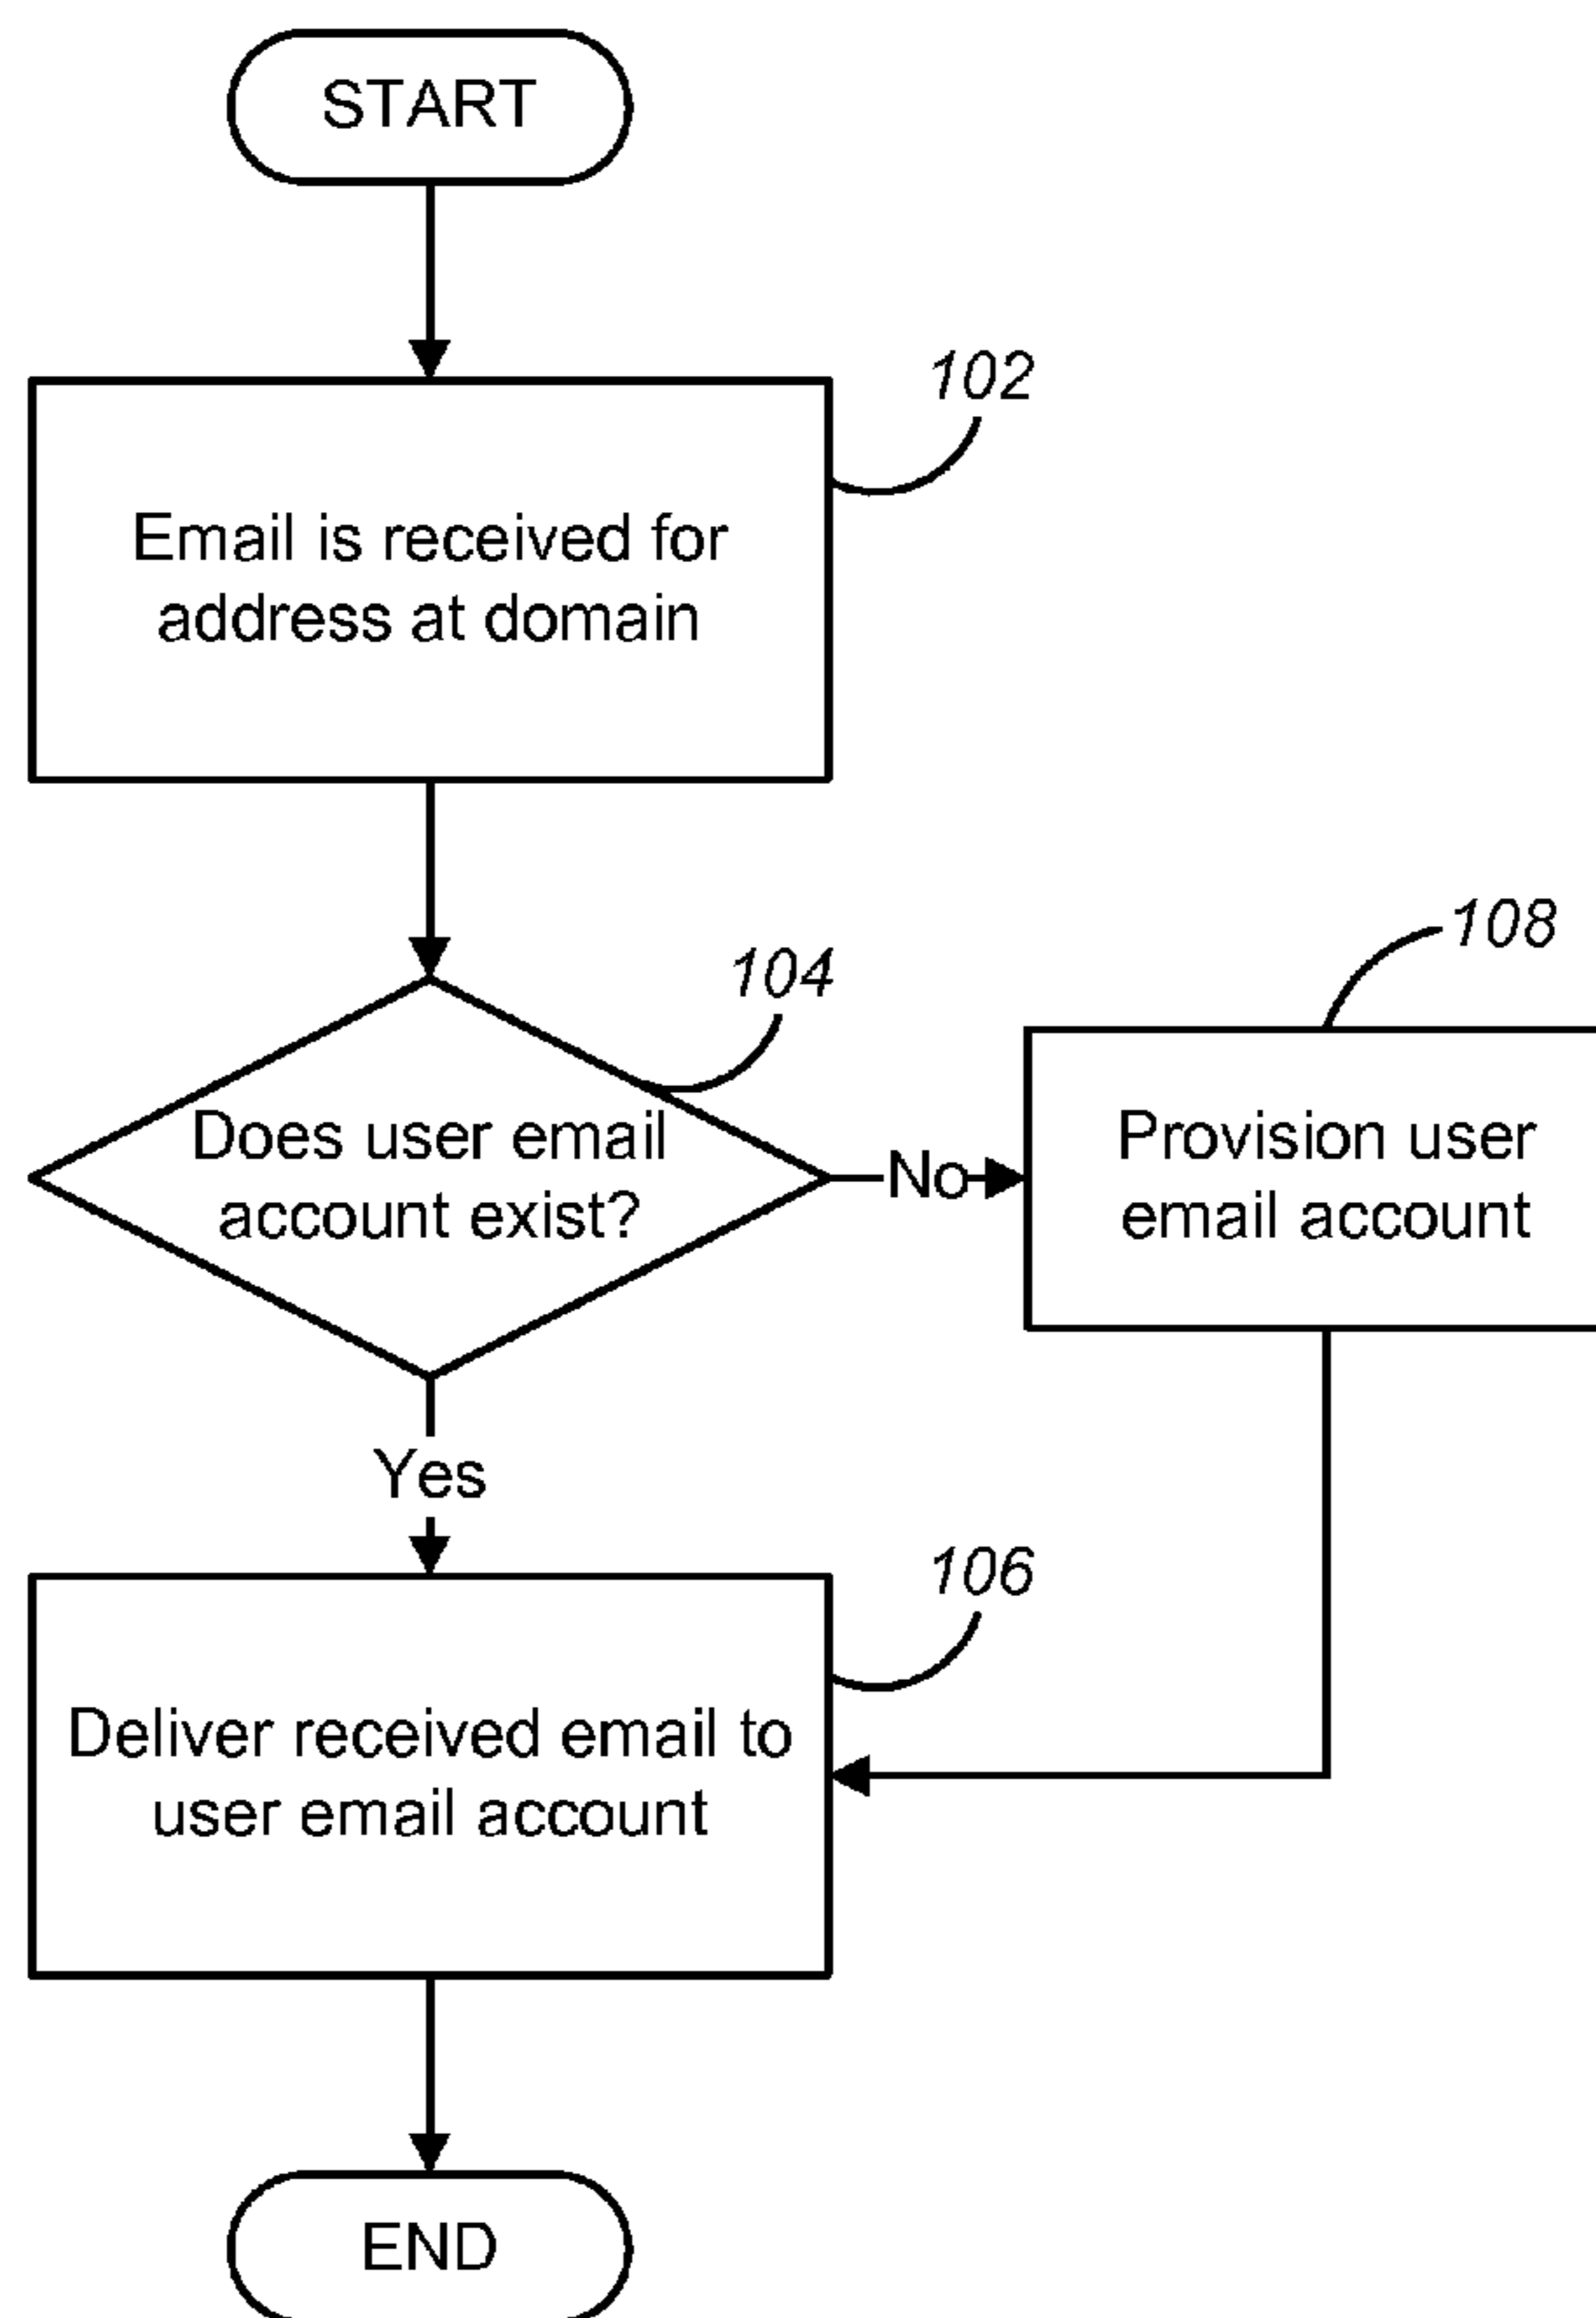 START
102
Email is received for
address at domain
104
108
Does user email
account exist?
No
Provision user
email account
Yes
106
Deliver received email to
user email account
END